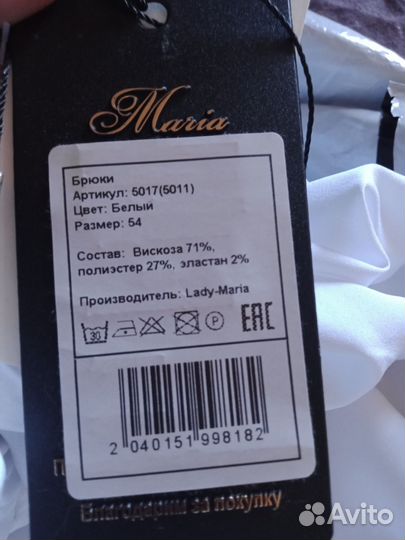 Maria
Брюки
Артикул: 5017(5011)
Цвет: Белый
Размер: 54
Состав: Вискоза 71%,
полиэстер 27%, эластан 2%
Производитель: Lady-Maria
30 P EAC
2 040151 998182
Благодарим за покупку
Avito